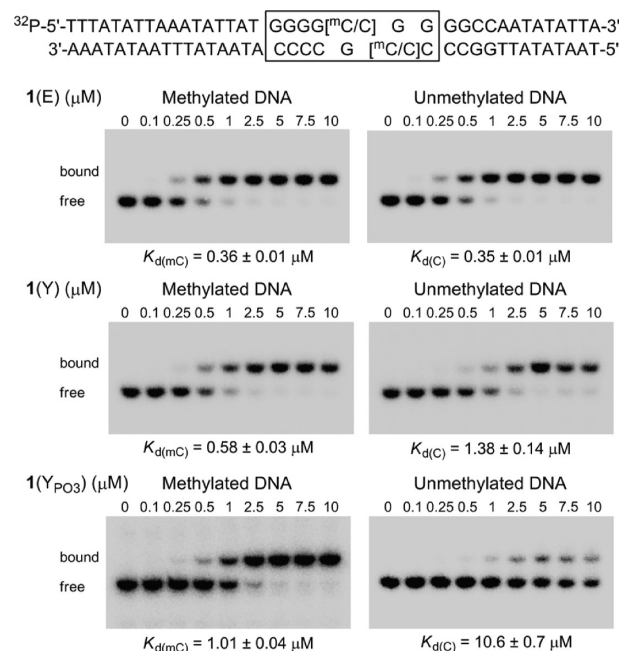 ³²P-5'-TTTATATTAAATATTAT GGGG[ᵐC/C] G G GGCCAATATATTA-3'
3'-AAATATAATTTATAATA CCCC G [ᵐC/C]C CCGGTTATATAAT-5'
1(E) (μM) Methylated DNA Unmethylated DNA
0 0.1 0.25 0.5 1 2.5 5 7.5 10 0 0.1 0.25 0.5 1 2.5 5 7.5 10
bound
free
Kd(mC) = 0.36 ± 0.01 μM Kd(C) = 0.35 ± 0.01 μM
1(Y) (μM) Methylated DNA Unmethylated DNA
0 0.1 0.25 0.5 1 2.5 5 7.5 10 0 0.1 0.25 0.5 1 2.5 5 7.5 10
bound
free
Kd(mC) = 0.58 ± 0.03 μM Kd(C) = 1.38 ± 0.14 μM
1(YPO3) (μM) Methylated DNA Unmethylated DNA
0 0.1 0.25 0.5 1 2.5 5 7.5 10 0 0.1 0.25 0.5 1 2.5 5 7.5 10
bound
free
Kd(mC) = 1.01 ± 0.04 μM Kd(C) = 10.6 ± 0.7 μM